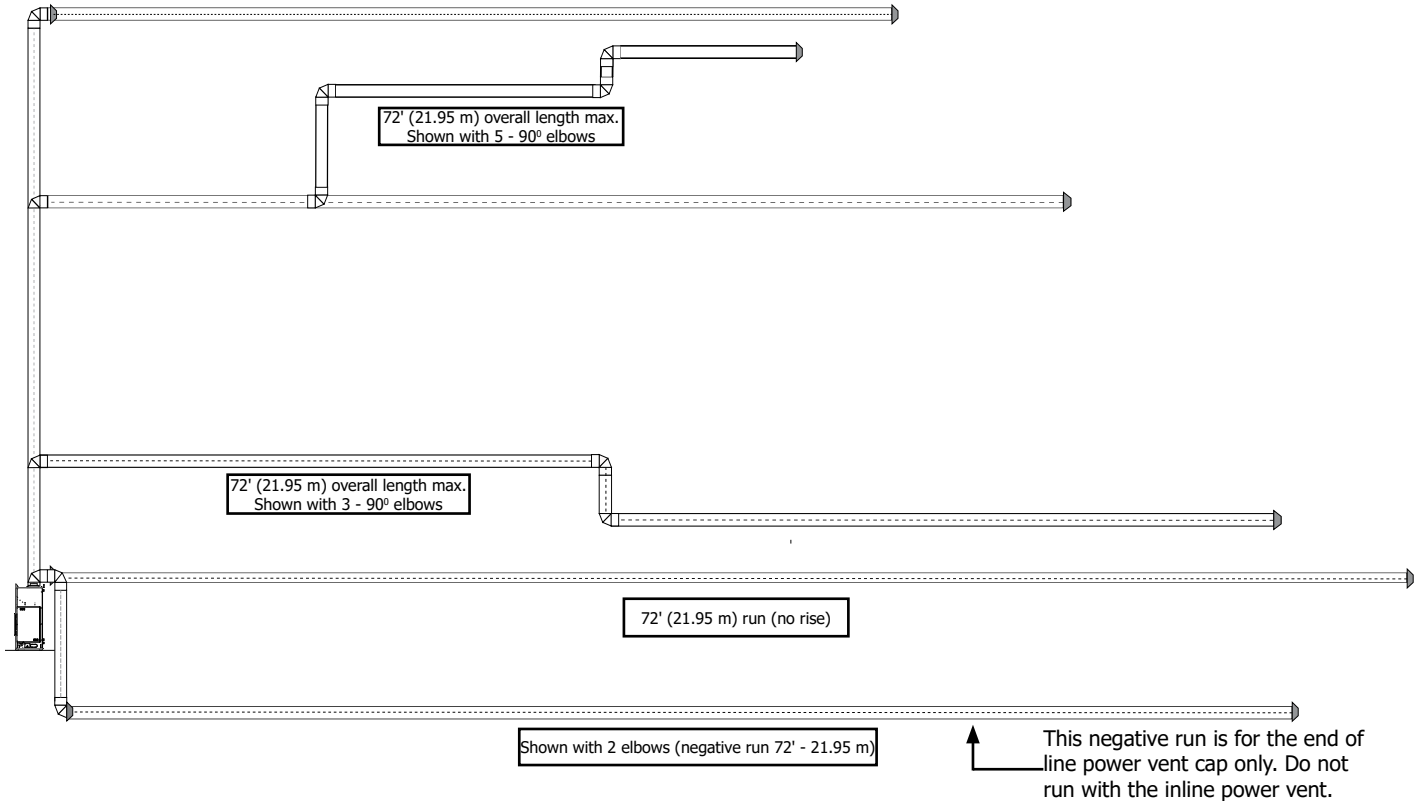 72' (21.95 m) overall length max.
Shown with 5 - 90⁰ elbows
72' (21.95 m) overall length max.
Shown with 3 - 90⁰ elbows
72' (21.95 m) run (no rise)
Shown with 2 elbows (negative run 72' - 21.95 m)
This negative run is for the end of
line power vent cap only. Do not
run with the inline power vent.